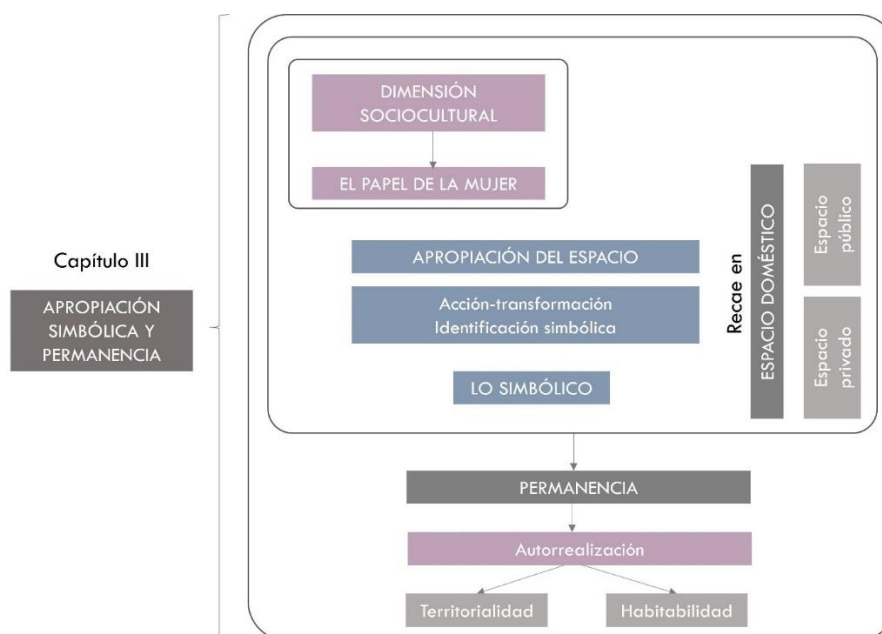 Capítulo III
APROPIACIÓN
SIMBÓLICA Y
PERMANENCIA
DIMENSIÓN
SOCIOCULTURAL
EL PAPEL DE LA MUJER
APROPIACIÓN DEL ESPACIO
Acción-transformación
Identificación simbólica
LO SIMBÓLICO
Recae en
ESPACIO DOMÉSTICO
Espacio
público
Espacio
privado
PERMANENCIA
Autorrealización
Territorialidad
Habitabilidad